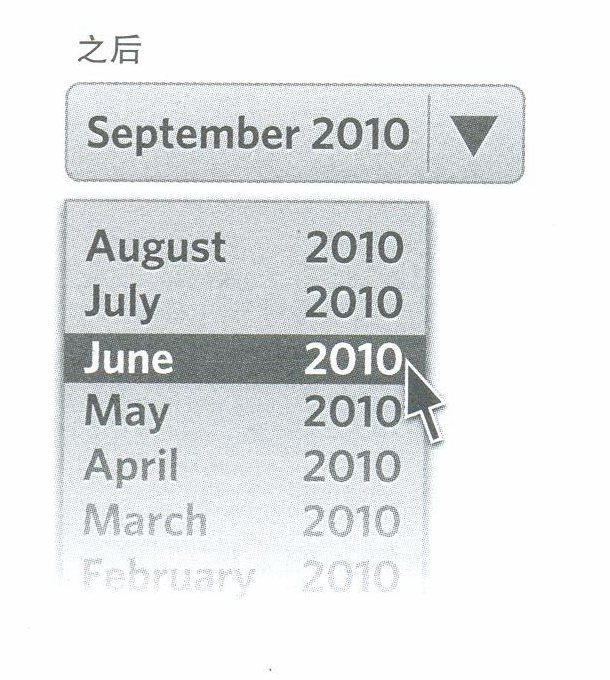 之后
September 2010
August 2010
July 2010
June 2010
May 2010
April 2010
March 2010
February 2010